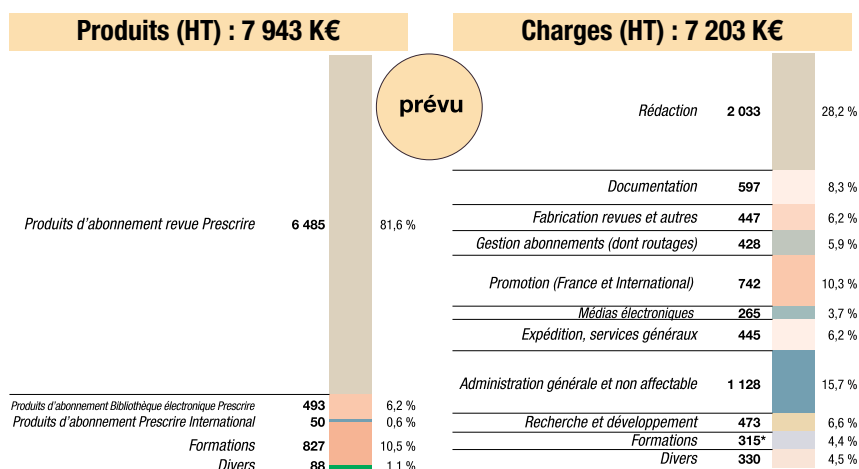 Produits (HT) : 7 943 K€
prévu
Produits d’abonnement revue Prescrire 6 485 81,6 %
Produits d’abonnement Bibliothèque électronique Prescrire 493 6,2 %
Produits d’abonnement Prescrire International 50 0,6 %
Formations 827 10,5 %
Divers 88 1,1 %
Charges (HT) : 7 203 K€
Rédaction 2 033 28,2 %
Documentation 597 8,3 %
Fabrication revues et autres 447 6,2 %
Gestion abonnements (dont routages) 428 5,9 %
Promotion (France et International) 742 10,3 %
Médias électroniques 265 3,7 %
Expédition, services généraux 445 6,2 %
Administration générale et non affectable 1 128 15,7 %
Recherche et développement 473 6,6 %
Formations 315* 4,4 %
Divers 330 4,5 %